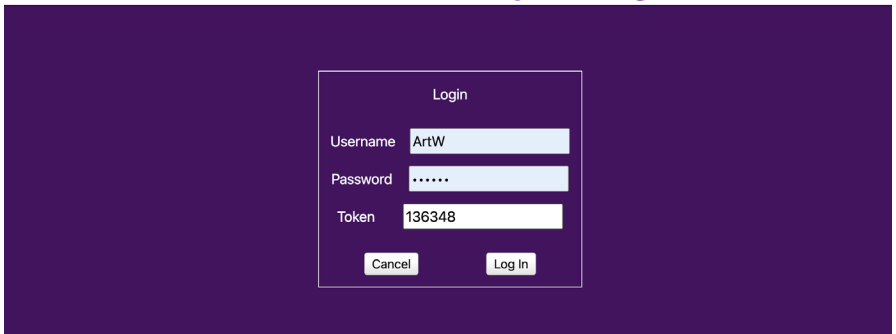 Login
Username ArtW
Password ••••••
Token 136348
Cancel Log In